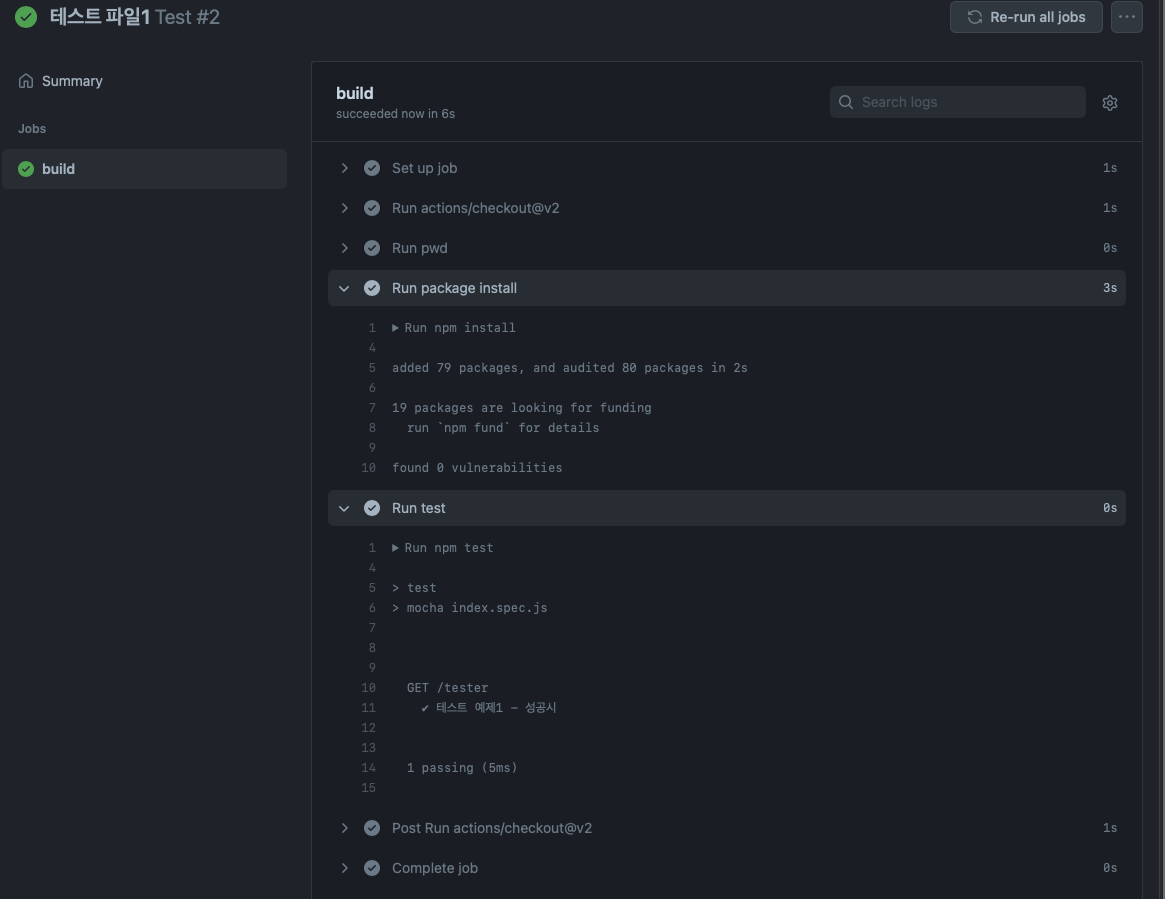 테스트 파일1 Test #2
Re-run all jobs
Summary
Jobs
build
build
succeeded now in 6s
Search logs
Set up job 1s
Run actions/checkout@v2 1s
Run pwd 0s
Run package install 3s
1 Run npm install
4
5 added 79 packages, and audited 80 packages in 2s
6
7 19 packages are looking for funding
8 run `npm fund` for details
9
10 found 0 vulnerabilities
Run test 0s
1 Run npm test
4
5 > test
6 > mocha index.spec.js
7
8
9
10 GET /tester
11 ✔ 테스트 예제1 – 성공시
12
13
14 1 passing (5ms)
15
Post Run actions/checkout@v2 1s
Complete job 0s